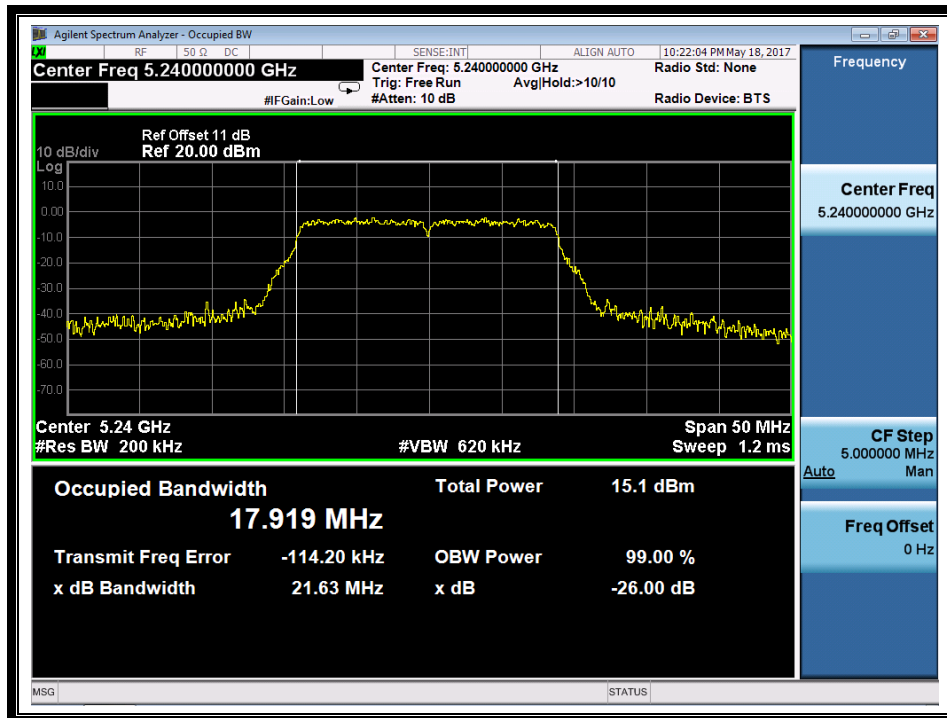 Agilent Spectrum Analyzer - Occupied BW
LXI RF 50 Ω DC SENSE:INT ALIGN AUTO 10:22:04 PM May 18, 2017
Center Freq 5.240000000 GHz
Center Freq: 5.240000000 GHz
Radio Std: None
Trig: Free Run Avg|Hold:>10/10
#IFGain:Low
#Atten: 10 dB
Radio Device: BTS
Ref Offset 11 dB
10 dB/div Ref 20.00 dBm
Log
10.0
0.00
-10.0
-20.0
-30.0
-40.0
-50.0
-60.0
-70.0
Center 5.24 GHz Span 50 MHz
#Res BW 200 kHz #VBW 620 kHz Sweep 1.2 ms
Occupied Bandwidth Total Power 15.1 dBm
17.919 MHz
Transmit Freq Error -114.20 kHz OBW Power 99.00 %
x dB Bandwidth 21.63 MHz x dB -26.00 dB
MSG STATUS
Frequency
Center Freq
5.240000000 GHz
CF Step
5.000000 MHz
Auto Man
Freq Offset
0 Hz